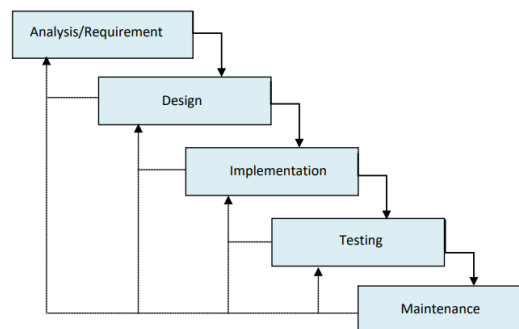 Analysis/Requirement
Design
Implementation
Testing
Maintenance